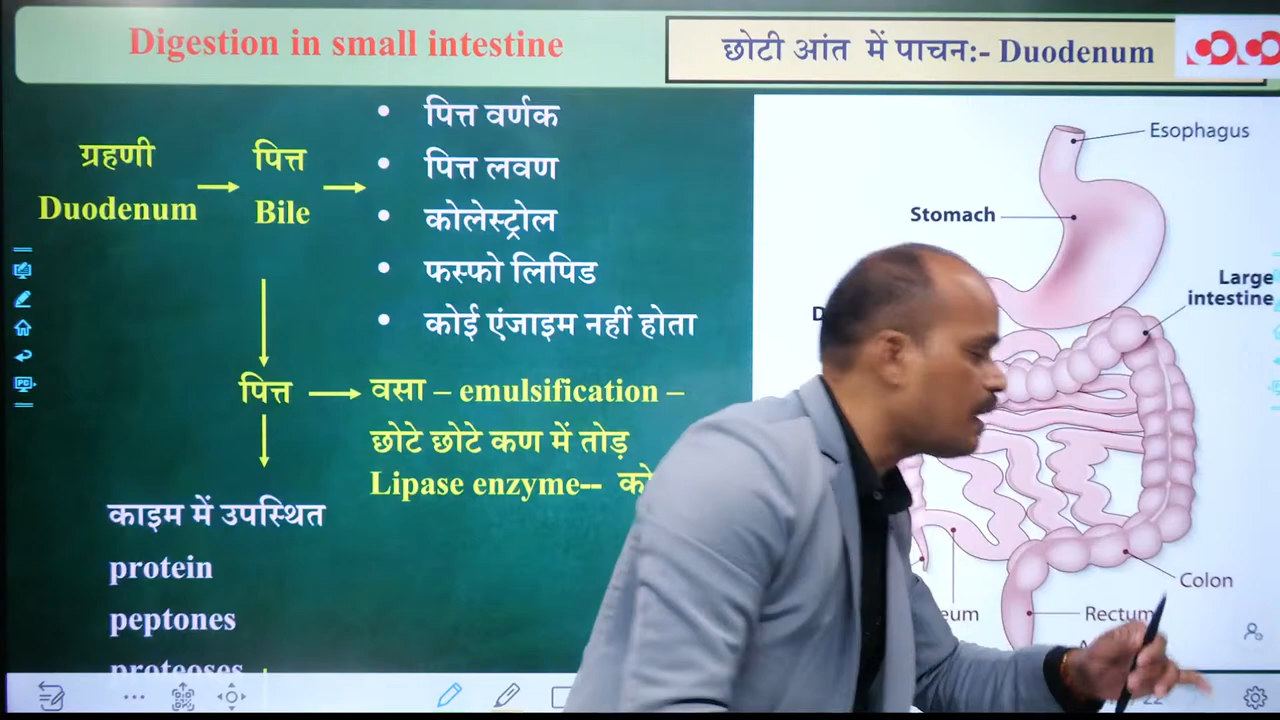 Digestion in small intestine
छोटी आंत में पाचन:- Duodenum
ग्रहणी
Duodenum
पित्त
Bile
• पित्त वर्णक
• पित्त लवण
• कोलेस्ट्रोल
• फस्फो लिपिड
• कोई एंजाइम नहीं होता
पित्त
वसा – emulsification –
छोटे छोटे कण में तोड़
Lipase enzyme--
काइम में उपस्थित
protein
peptones
proteoses
Esophagus
Stomach
Large
intestine
Colon
Rectum